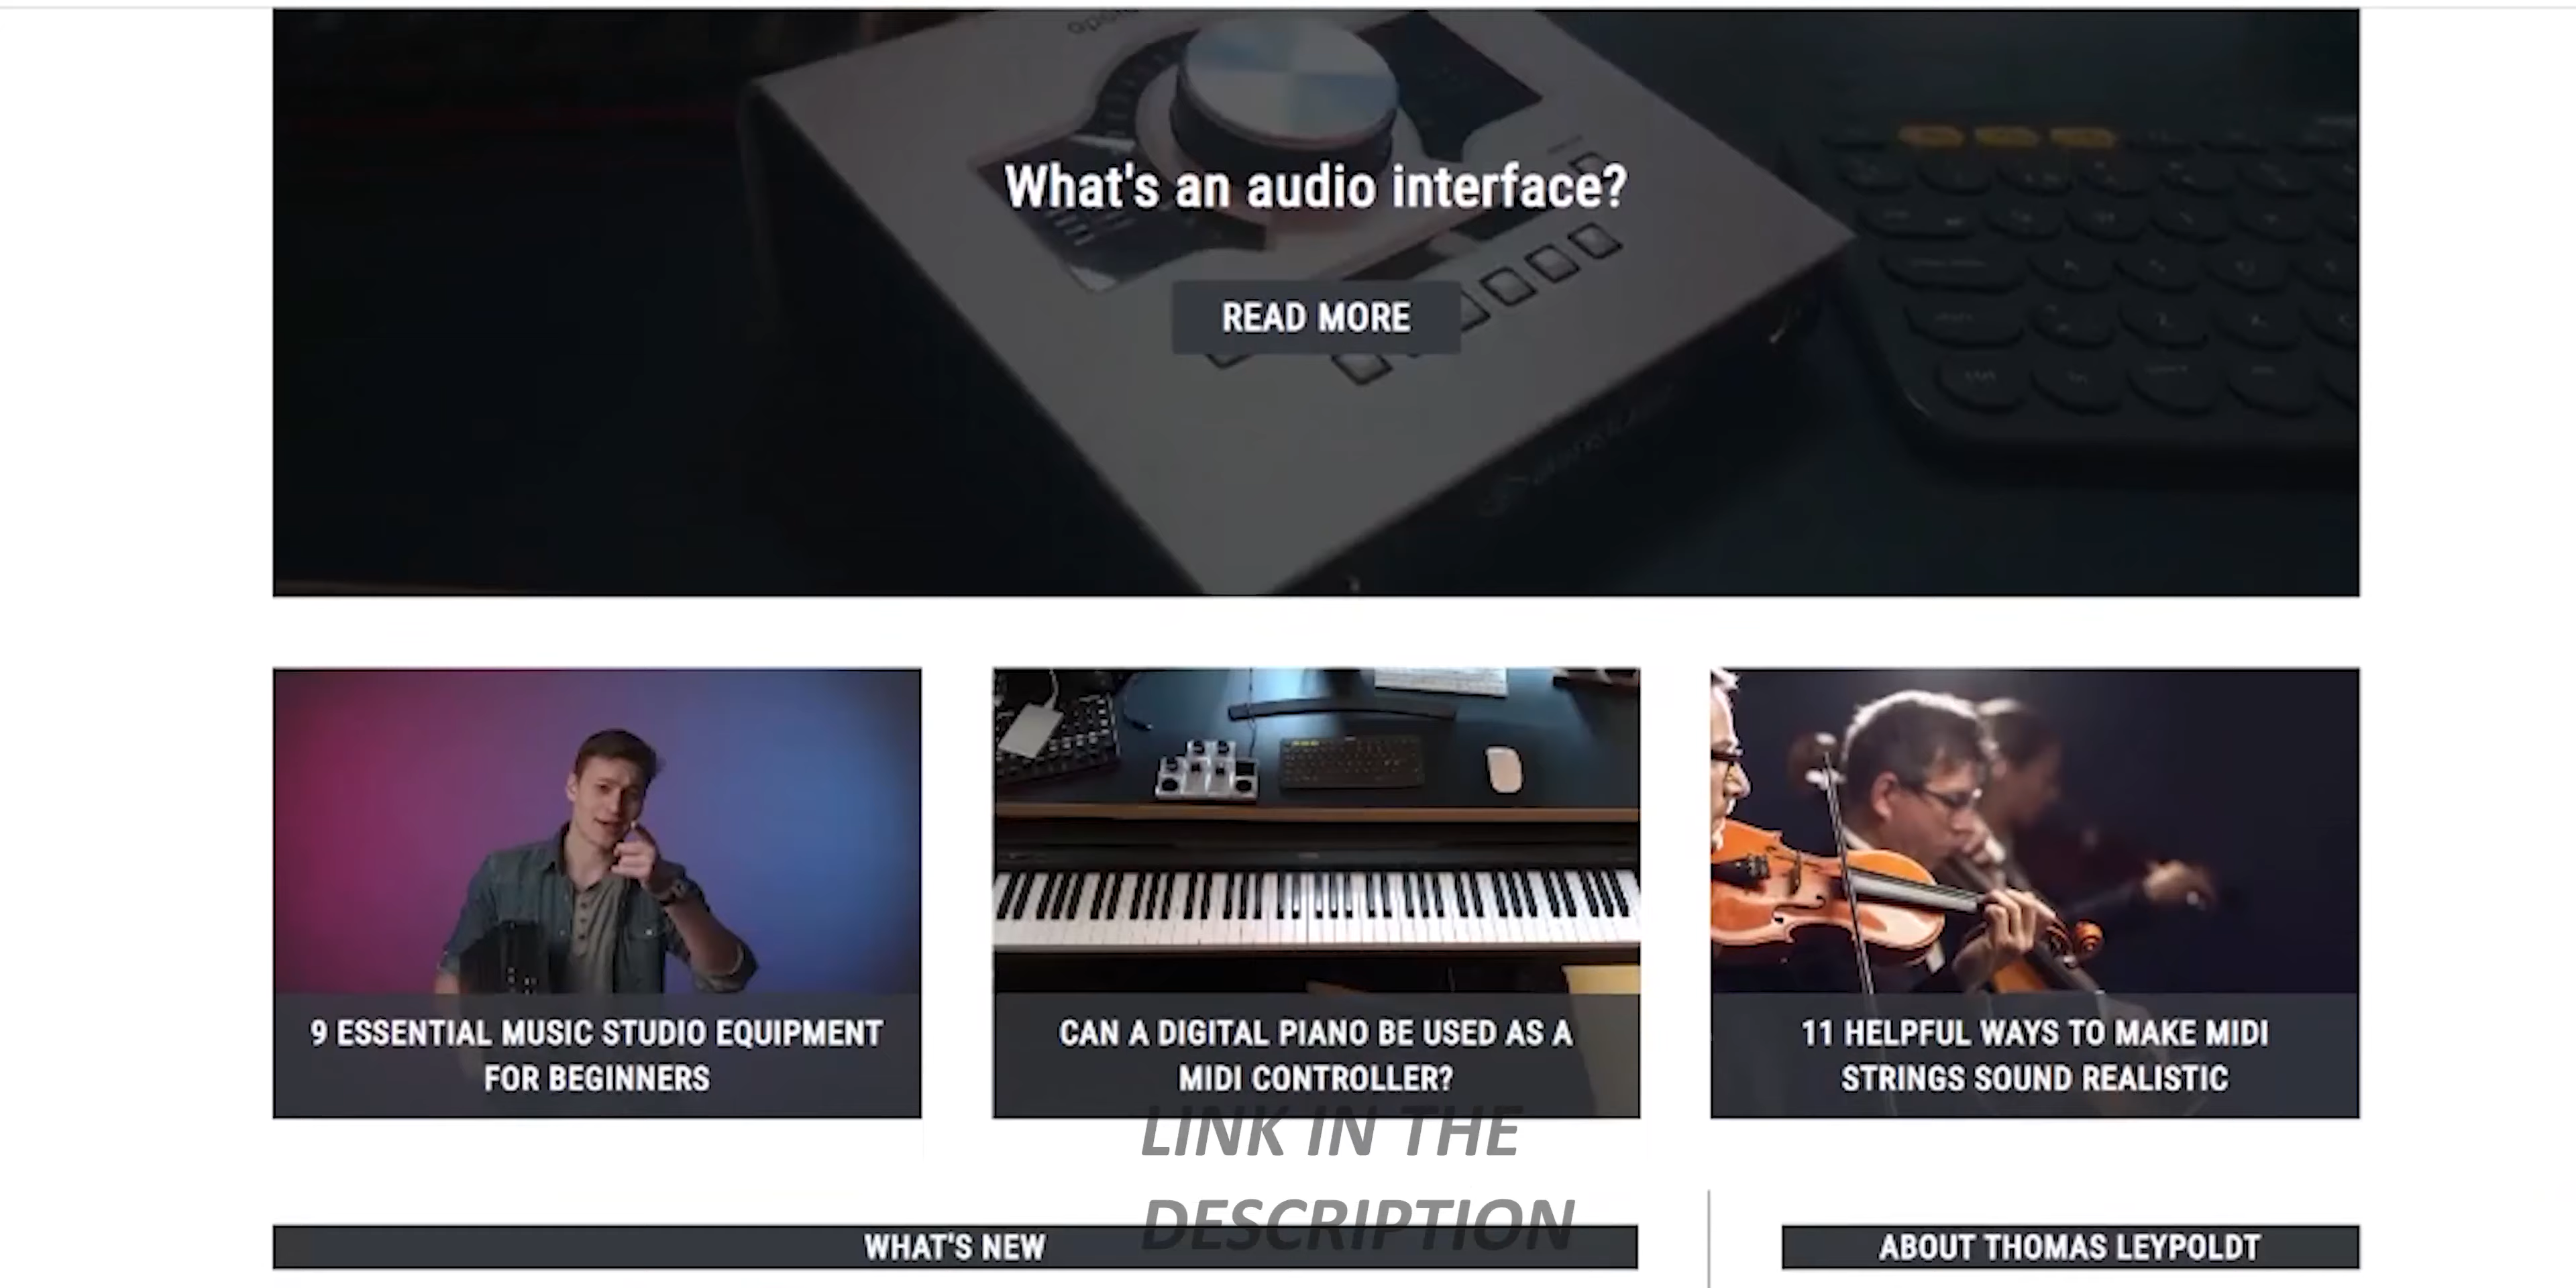 What's an audio interface?
READ MORE
9 ESSENTIAL MUSIC STUDIO EQUIPMENT
FOR BEGINNERS
CAN A DIGITAL PIANO BE USED AS A
MIDI CONTROLLER?
11 HELPFUL WAYS TO MAKE MIDI
STRINGS SOUND REALISTIC
LINK IN THE
DESCRIPTION
WHAT'S NEW
ABOUT THOMAS LEYPOLDT